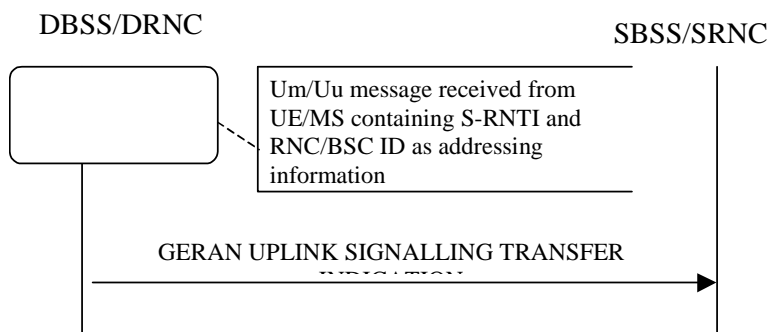 DBSS/DRNC
SBSS/SRNC
Um/Uu message received from
UE/MS containing S-RNTI and
RNC/BSC ID as addressing
information
GERAN UPLINK SIGNALLING TRANSFER
INDICATION